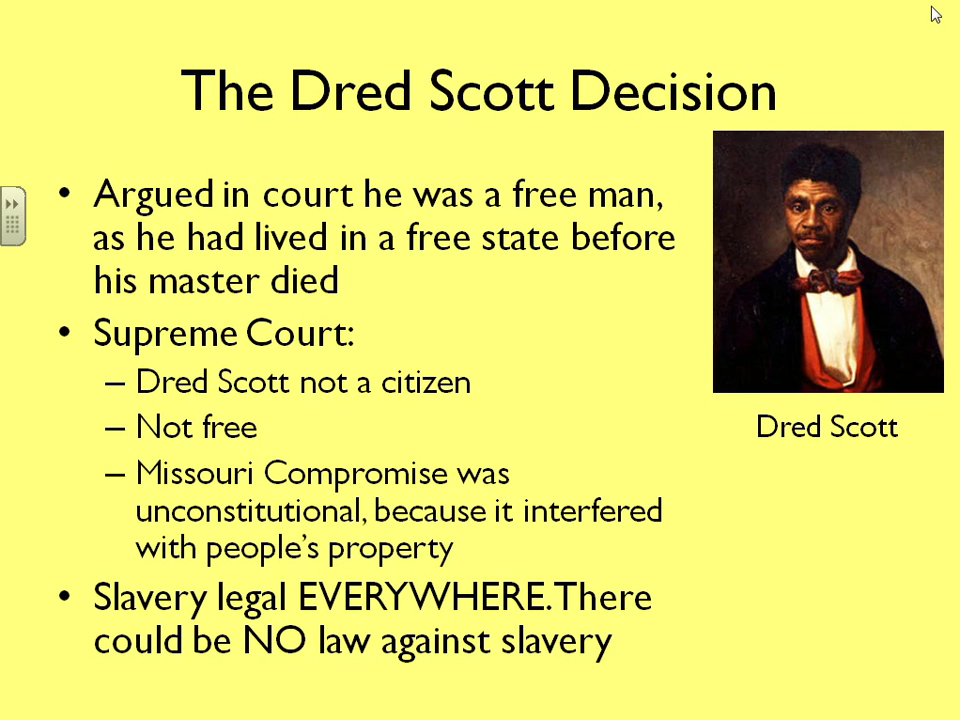 The Dred Scott Decision
• Argued in court he was a free man,
as he had lived in a free state before
his master died
• Supreme Court:
– Dred Scott not a citizen
– Not free
– Missouri Compromise was
unconstitutional, because it interfered
with people’s property
• Slavery legal EVERYWHERE. There
could be NO law against slavery
Dred Scott